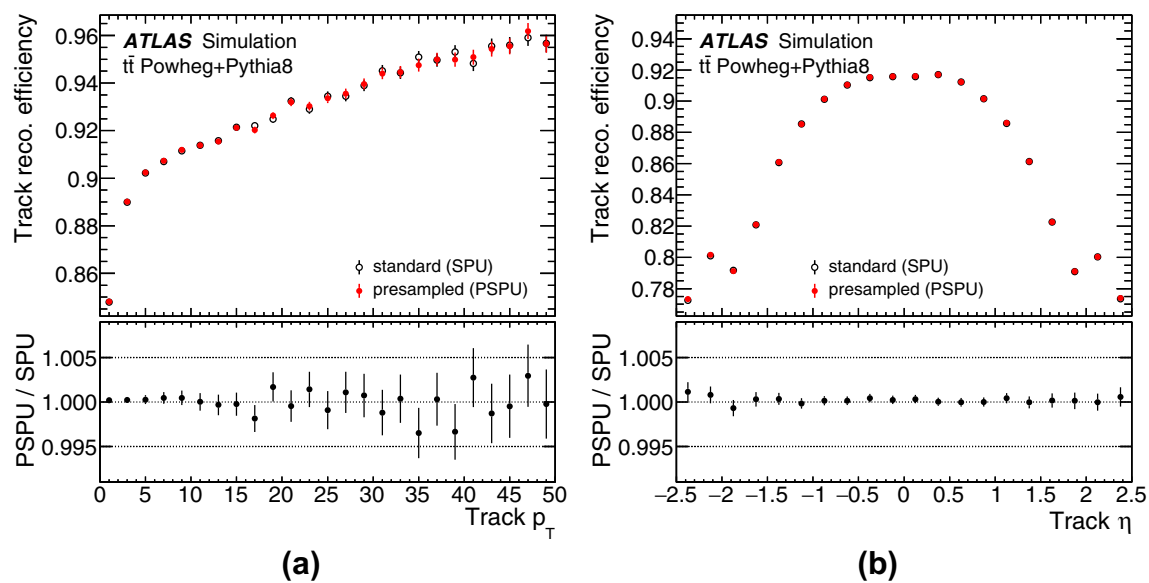 ATLAS Simulation
tt̄ Powheg+Pythia8
Track reco. efficiency
0.96
0.94
0.92
0.9
0.88
0.86
standard (SPU)
presampled (PSPU)
PSPU / SPU
1.005
1.000
0.995
0 5 10 15 20 25 30 35 40 45 50
Track p_T
(a)
ATLAS Simulation
tt̄ Powheg+Pythia8
Track reco. efficiency
0.94
0.92
0.9
0.88
0.86
0.84
0.82
0.8
0.78
standard (SPU)
presampled (PSPU)
PSPU / SPU
1.005
1.000
0.995
−2.5 −2 −1.5 −1 −0.5 0 0.5 1 1.5 2 2.5
Track η
(b)